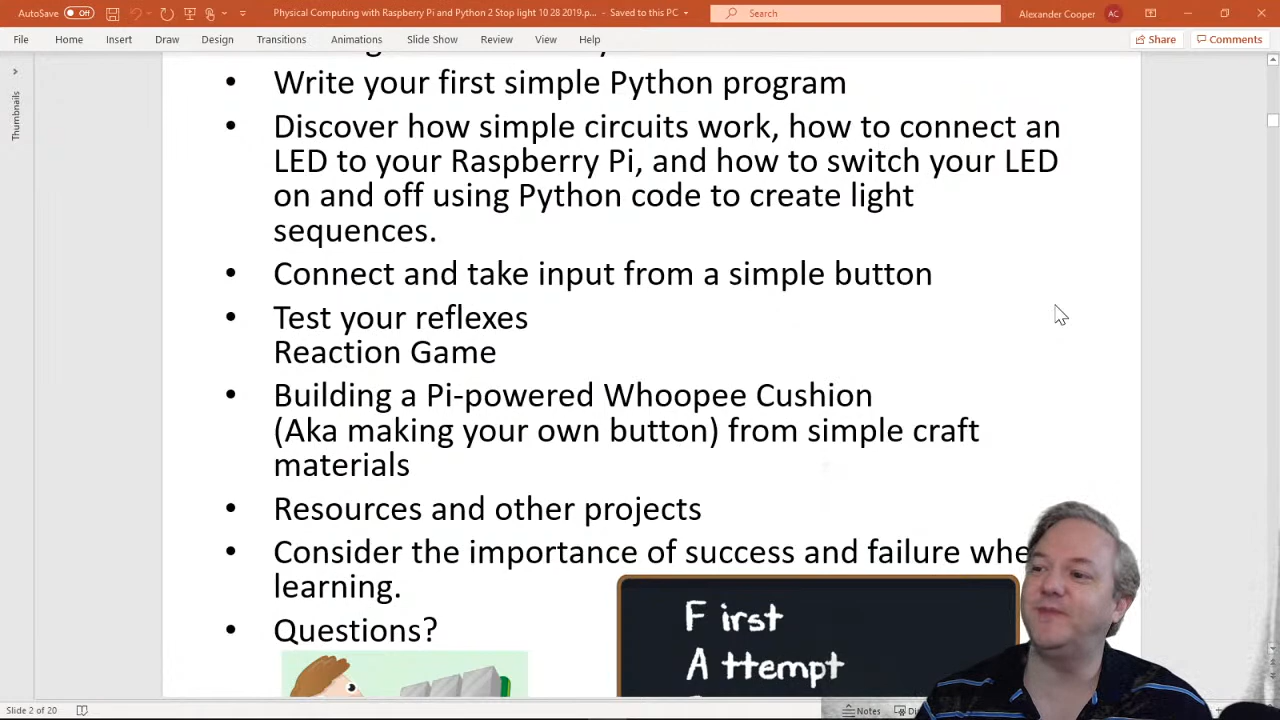 AutoSave Off Physical Computing with Raspberry Pi and Python 2 Stop light 10 28 2019.p... - Saved to this PC Search Alexander Cooper AC
File Home Insert Draw Design Transitions Animations Slide Show Review View Help Share Comments
Thumbnails
• Write your first simple Python program
• Discover how simple circuits work, how to connect an
LED to your Raspberry Pi, and how to switch your LED
on and off using Python code to create light
sequences.
• Connect and take input from a simple button
• Test your reflexes
Reaction Game
• Building a Pi-powered Whoopee Cushion
(Aka making your own button) from simple craft
materials
• Resources and other projects
• Consider the importance of success and failure whe
learning.
• Questions?
F irst
A ttempt
Slide 2 of 20 Notes